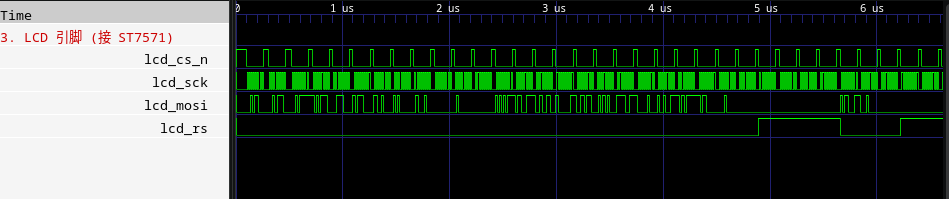 0 1 us 2 us 3 us 4 us 5 us 6 us
Time
3. LCD 引脚 (接 ST7571)
lcd_cs_n
lcd_sck
lcd_mosi
lcd_rs